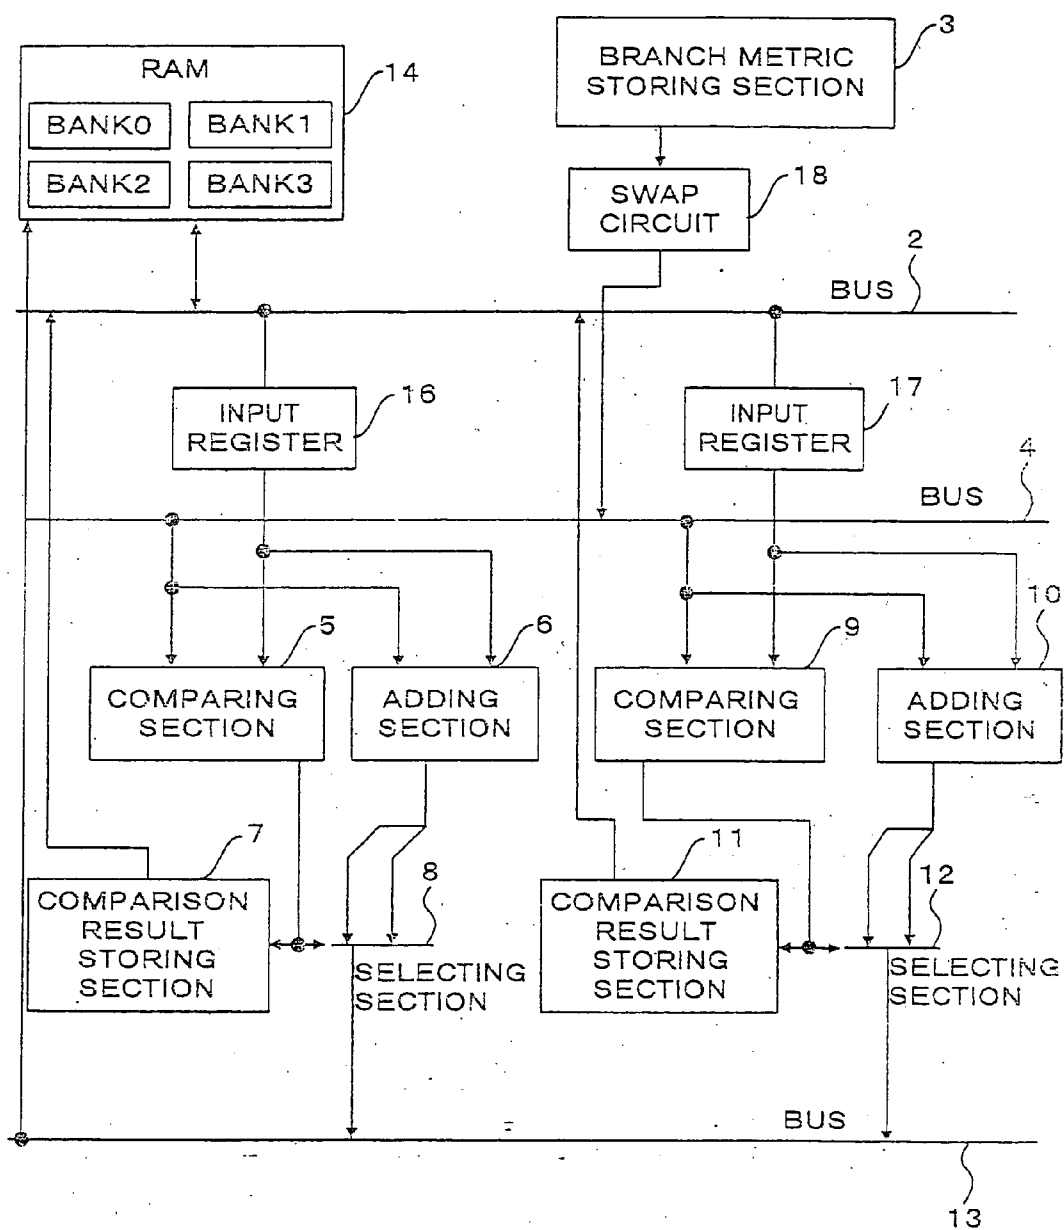 3
RAM
14
BRANCH METRIC
STORING SECTION
BANK0
BANK1
BANK2
BANK3
18
SWAP
CIRCUIT
2
BUS
16
17
INPUT
REGISTER
INPUT
REGISTER
4
BUS
5
6
9
10
COMPARING
SECTION
ADDING
SECTION
COMPARING
SECTION
ADDING
SECTION
7
11
8
12
COMPARISON
RESULT
STORING
SECTION
SELECTING
SECTION
COMPARISON
RESULT
STORING
SECTION
SELECTING
SECTION
BUS
13